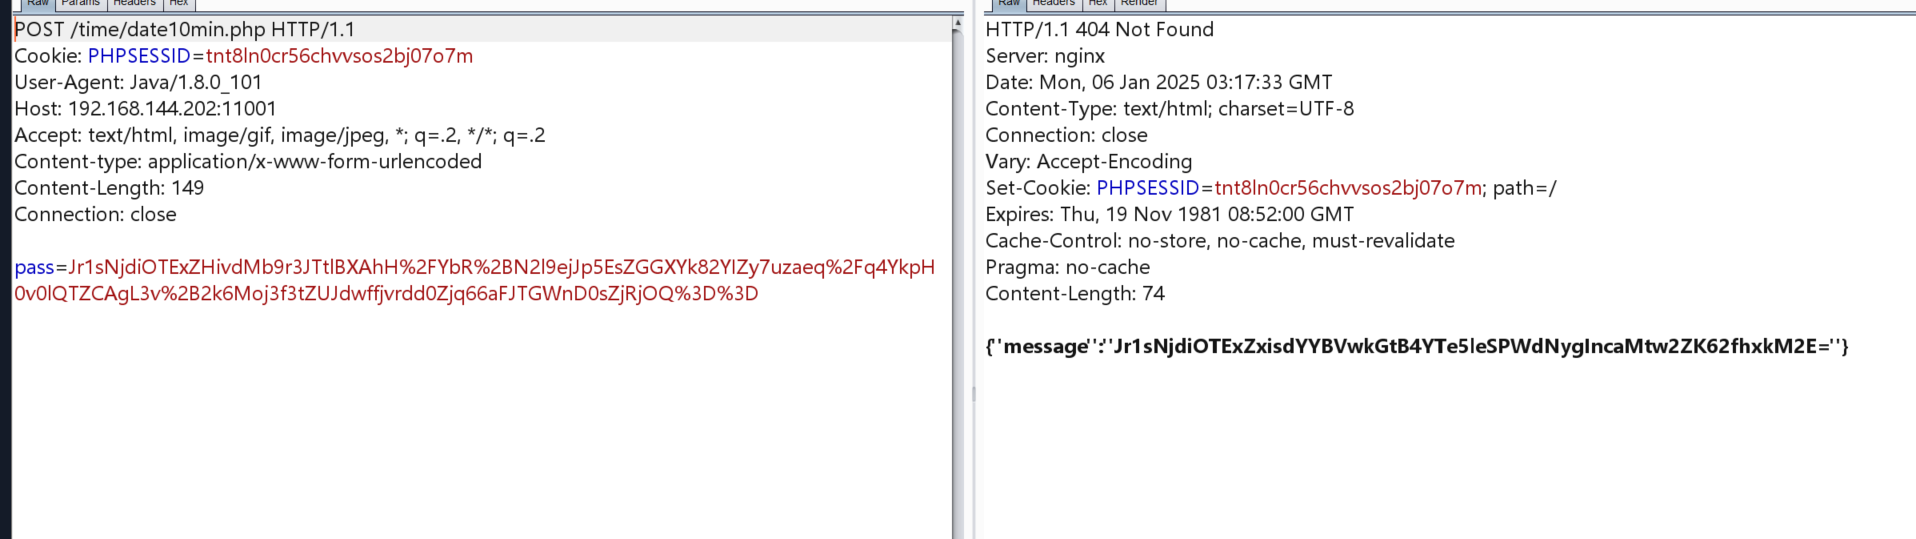 Raw Params Headers Hex
POST /time/date10min.php HTTP/1.1
Cookie: PHPSESSID=tnt8ln0cr56chvvsos2bj07o7m
User-Agent: Java/1.8.0_101
Host: 192.168.144.202:11001
Accept: text/html, image/gif, image/jpeg, *; q=.2, */*; q=.2
Content-type: application/x-www-form-urlencoded
Content-Length: 149
Connection: close
pass=Jr1sNjdiOTExZHivdMb9r3JTtlBXAhH%2FYbR%2BN2l9ejJp5EsZGGXYk82YIZy7uzaeq%2Fq4YkpH
0v0lQTZCAgL3v%2B2k6Moj3f3tZUJdwffjvrdd0Zjq66aFJTGWnD0sZjRjOQ%3D%3D
Raw Headers Hex Render
HTTP/1.1 404 Not Found
Server: nginx
Date: Mon, 06 Jan 2025 03:17:33 GMT
Content-Type: text/html; charset=UTF-8
Connection: close
Vary: Accept-Encoding
Set-Cookie: PHPSESSID=tnt8ln0cr56chvvsos2bj07o7m; path=/
Expires: Thu, 19 Nov 1981 08:52:00 GMT
Cache-Control: no-store, no-cache, must-revalidate
Pragma: no-cache
Content-Length: 74
{"message":"Jr1sNjdiOTExZxisdYYBVwkGtB4YTe5leSPWdNygIncaMtw2ZK62fhxkM2E="}